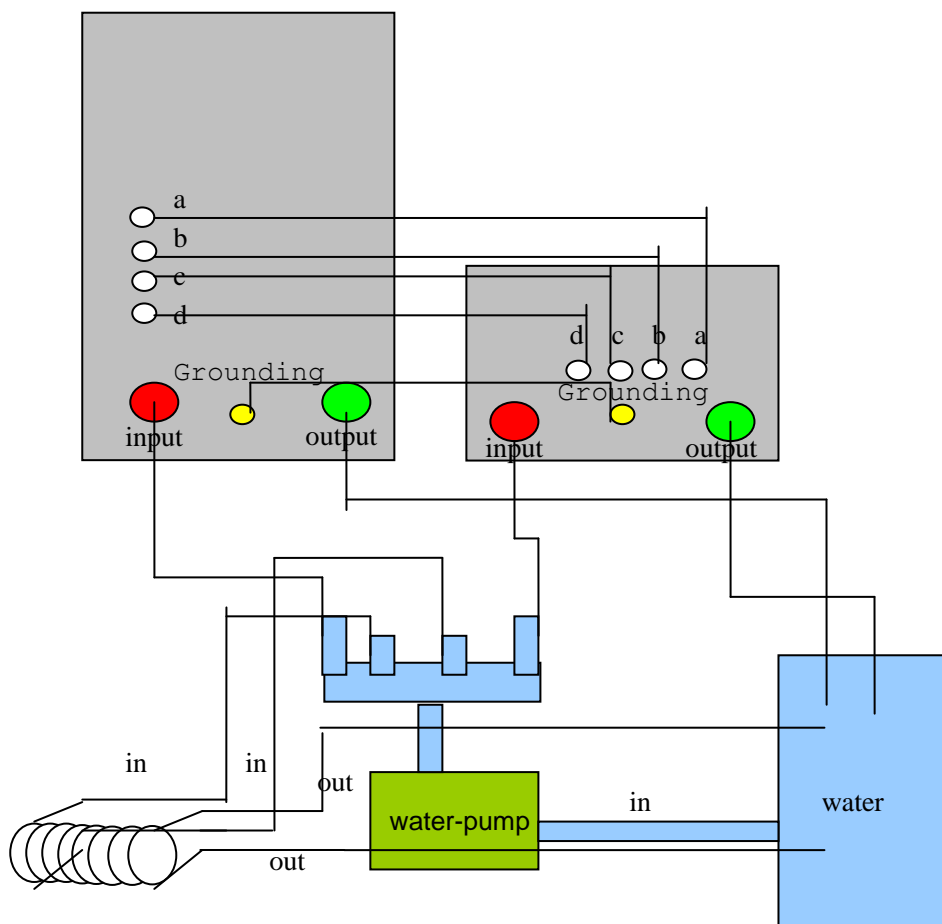 a
b
c
d
Grounding
input
output
d c b a
Grounding
input
output
in
in
out
out
water-pump
in
water